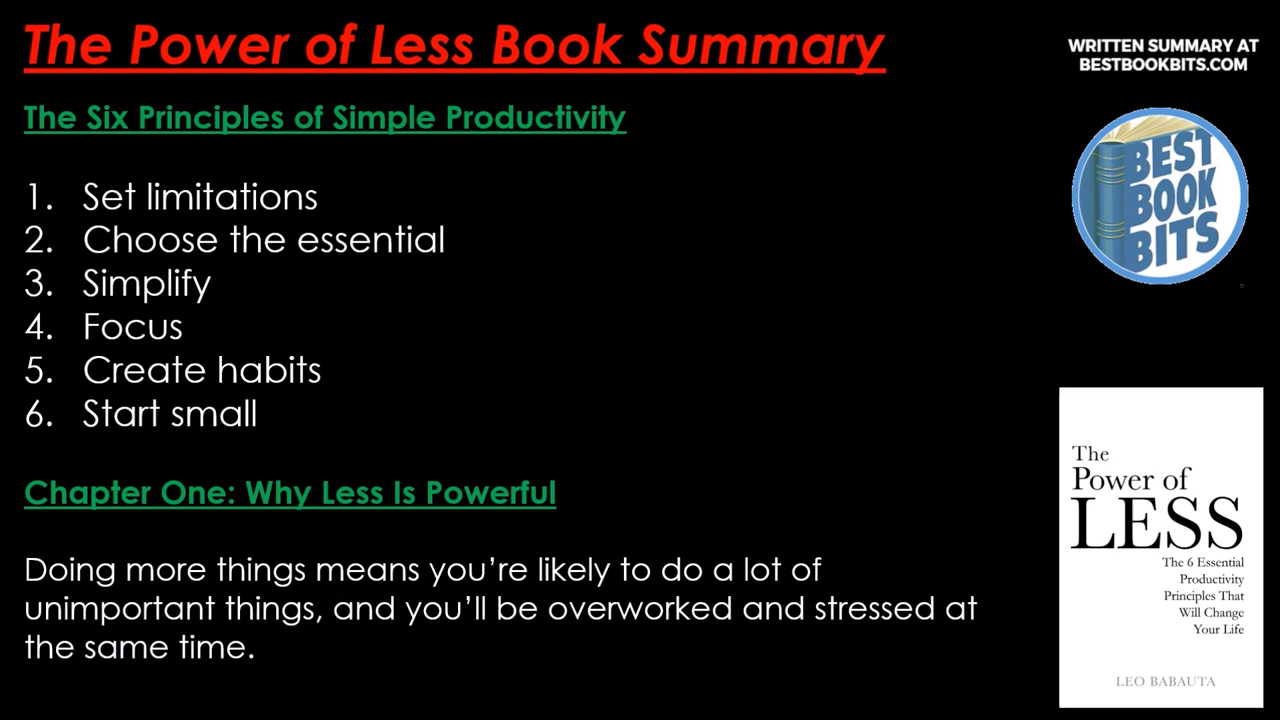 The Power of Less Book Summary
WRITTEN SUMMARY AT
BESTBOOKBITS.COM
The Six Principles of Simple Productivity
1. Set limitations
2. Choose the essential
3. Simplify
4. Focus
5. Create habits
6. Start small
BEST
BOOK
BITS
Chapter One: Why Less Is Powerful
Doing more things means you’re likely to do a lot of
unimportant things, and you’ll be overworked and stressed at
the same time.
The
Power of
LESS
The 6 Essential
Productivity
Principles That
Will Change
Your Life
LEO BABAUTA